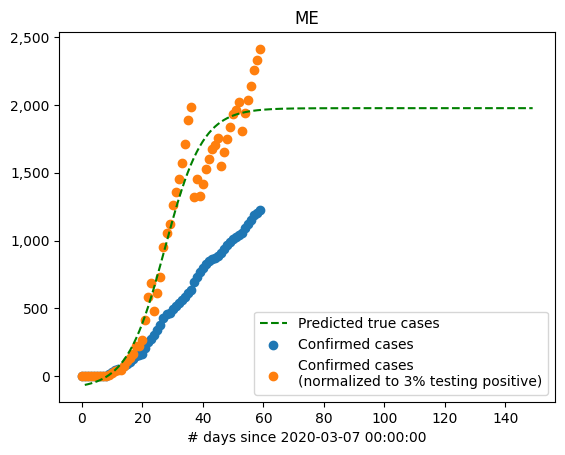 ME
2,500
2,000
1,500
1,000
500
0
Predicted true cases
Confirmed cases
Confirmed cases
(normalized to 3% testing positive)
0 20 40 60 80 100 120 140
# days since 2020-03-07 00:00:00